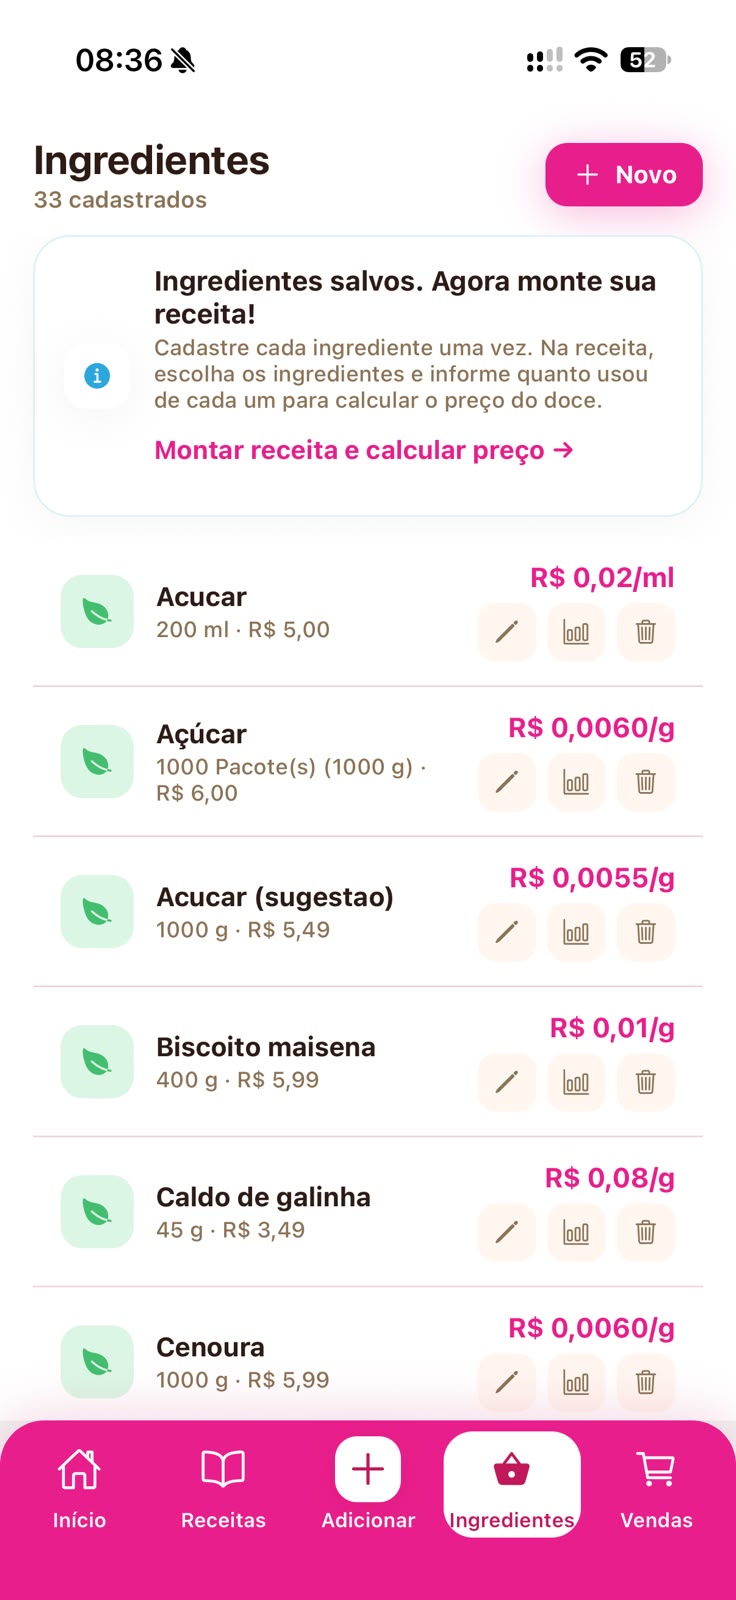 08:36
52
Ingredientes
33 cadastrados
+ Novo
Ingredientes salvos. Agora monte sua
receita!
Cadastre cada ingrediente uma vez. Na receita,
escolha os ingredientes e informe quanto usou
de cada um para calcular o preço do doce.
Montar receita e calcular preço →
R$ 0,02/ml
Acucar
200 ml · R$ 5,00
R$ 0,0060/g
Açúcar
1000 Pacote(s) (1000 g) ·
R$ 6,00
R$ 0,0055/g
Acucar (sugestao)
1000 g · R$ 5,49
R$ 0,01/g
Biscoito maisena
400 g · R$ 5,99
R$ 0,08/g
Caldo de galinha
45 g · R$ 3,49
R$ 0,0060/g
Cenoura
1000 g · R$ 5,99
Início
Receitas
Adicionar
Ingredientes
Vendas